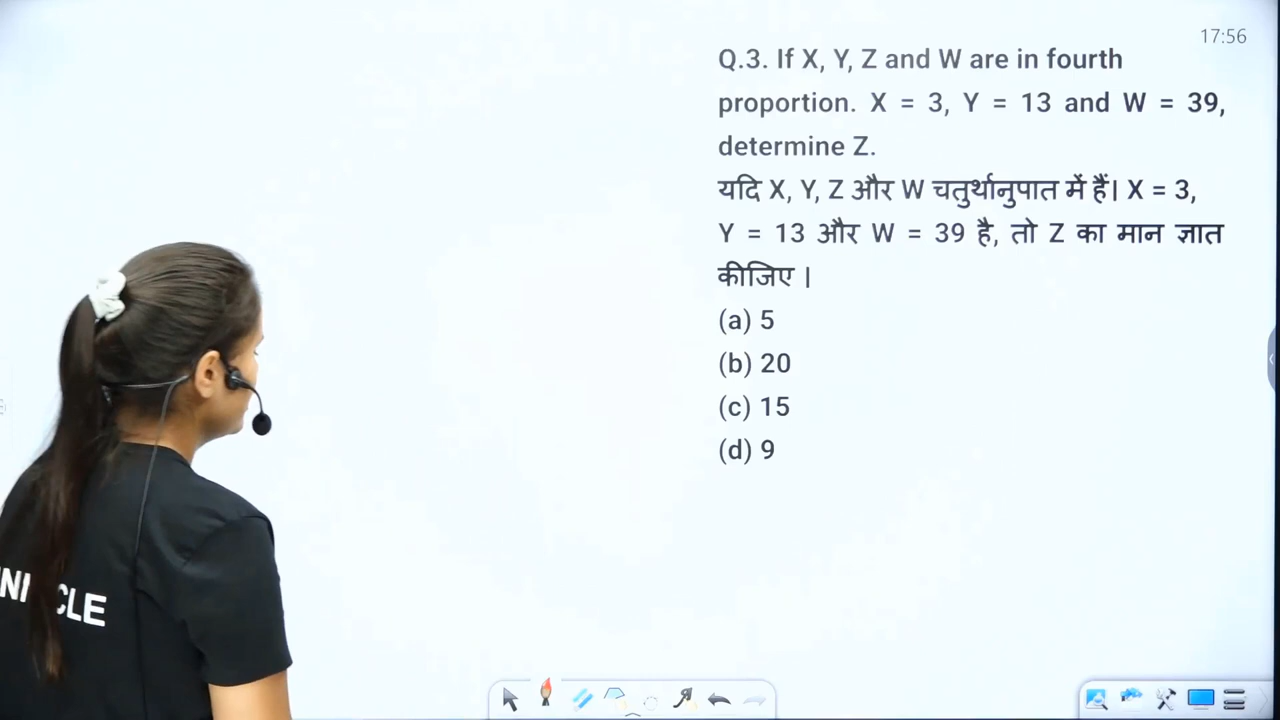 17:56
Q.3. If X, Y, Z and W are in fourth
proportion. X = 3, Y = 13 and W = 39,
determine Z.
यदि X, Y, Z और W चतुर्थानुपात में हैं| X = 3,
Y = 13 और W = 39 है, तो Z का मान ज्ञात
कीजिए |
(a) 5
(b) 20
(c) 15
(d) 9